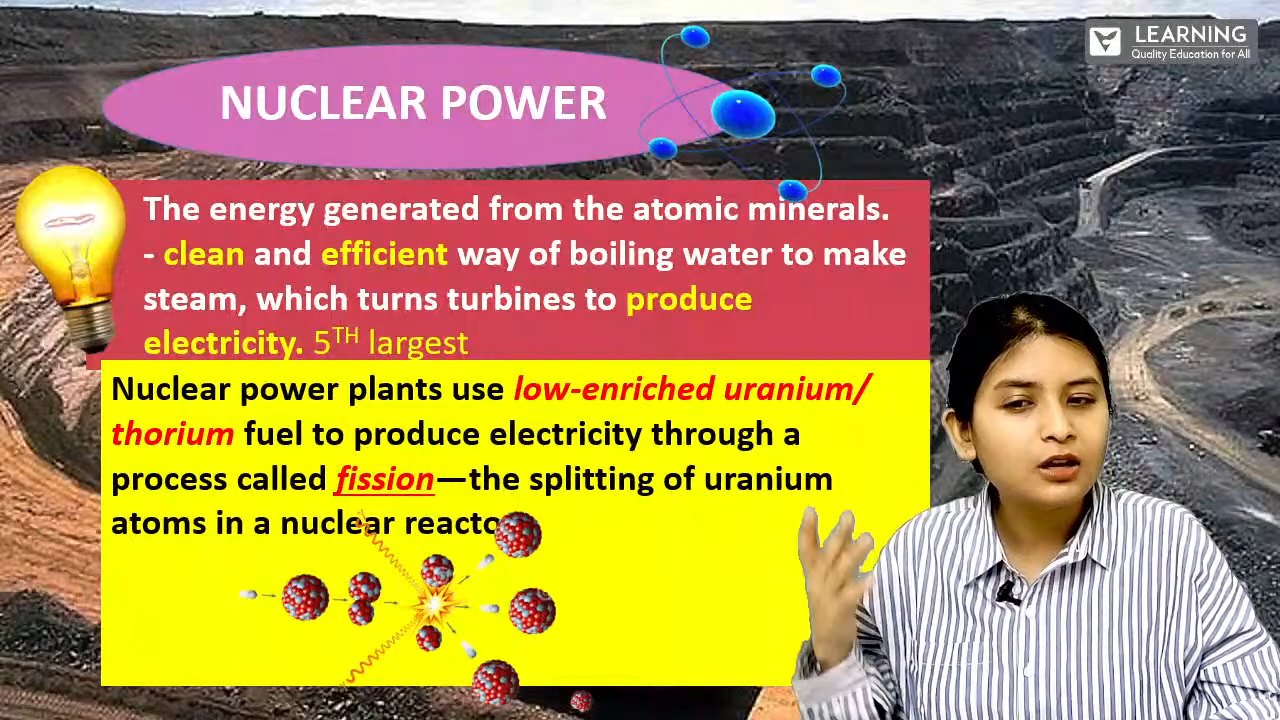 LEARNING
Quality Education for All
NUCLEAR POWER
The energy generated from the atomic minerals.
- clean and efficient way of boiling water to make
steam, which turns turbines to produce
electricity. 5TH largest
Nuclear power plants use low-enriched uranium/
thorium fuel to produce electricity through a
process called fission—the splitting of uranium
atoms in a nuclear reacto